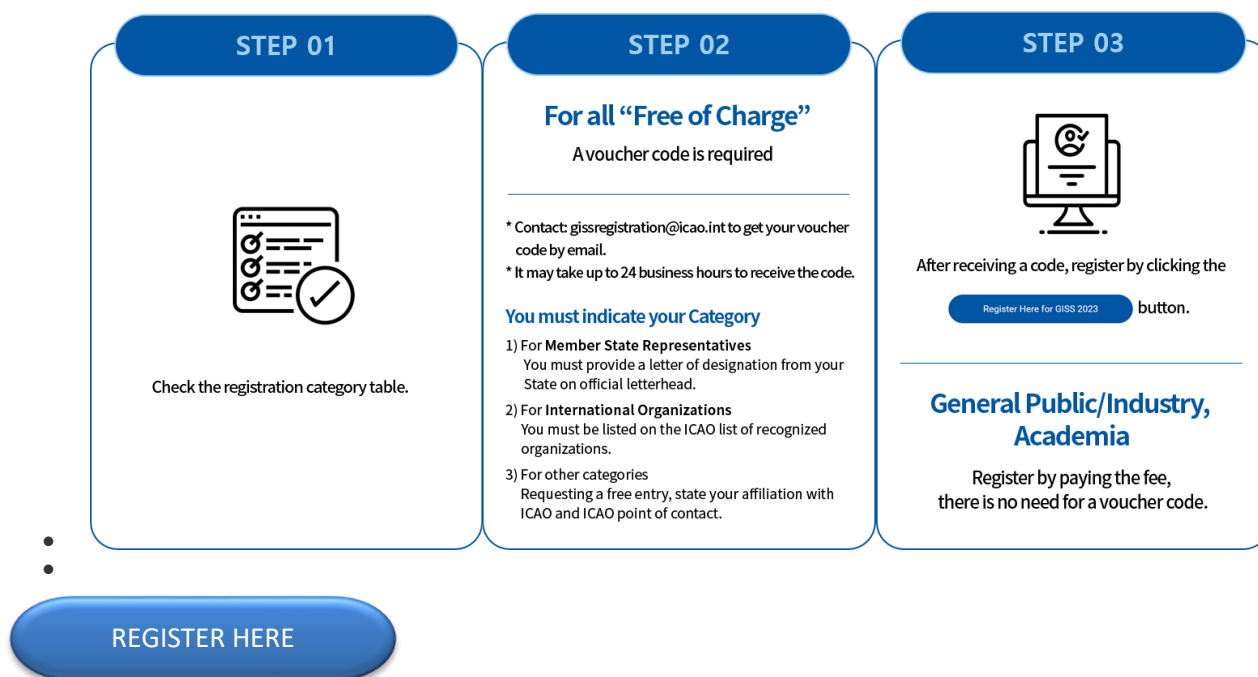 STEP 01
Check the registration category table.
STEP 02
For all “Free of Charge”
A voucher code is required
* Contact: gissregistration@icao.int to get your voucher
code by email.
* It may take up to 24 business hours to receive the code.
You must indicate your Category
1) For Member State Representatives
You must provide a letter of designation from your
State on official letterhead.
2) For International Organizations
You must be listed on the ICAO list of recognized
organizations.
3) For other categories
Requesting a free entry, state your affiliation with
ICAO and ICAO point of contact.
STEP 03
After receiving a code, register by clicking the
Register Here for GISS 2023 button.
General Public/Industry,
Academia
Register by paying the fee,
there is no need for a voucher code.
REGISTER HERE